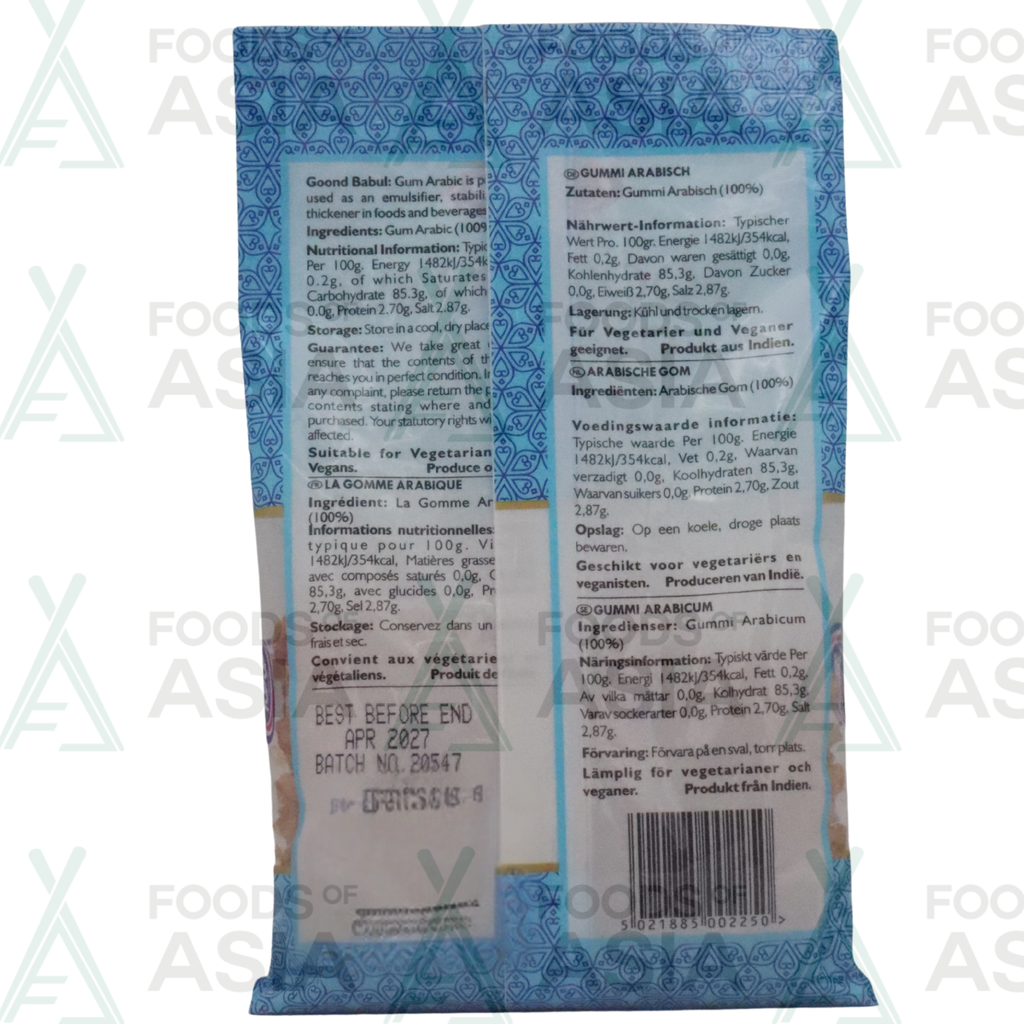 Goond Babul: Gum Arabic is
used as an emulsifier,
thickener in foods and beverages
Ingredients: Gum Arabic (100%
Nutritional Information:
Per 100g. Energy 1482kJ/354k
0.2g, of which Saturates
Carbohydrate 85.3g, of which
0.0g, Protein 2.70g, Salt 2.87g.
Storage: Store in a cool, dry place
Guarantee: We take great
ensure that the contents of
reaches you in perfect condition.
any complaint, please return the
contents stating where and
purchased. Your statutory rights
affected.
Suitable for Vegetarian
Vegans. Produce
FR LA GOMME ARABIQUE
Ingrédient: La Gomme
(100%)
Informations nutritionnelles:
typique pour 100g.
1482kJ/354kcal, Matières grasse
avec composés saturés 0,0g,
85,3g, avec glucides 0,0g,
2,70g, Sel 2,87g.
Stockage: Conservez dans un
frais et sec.
Convient aux végétarie
végétaliens. Produit de
BEST BEFORE END
APR 2027
BATCH NO. 20547
DE GUMMI ARABISCH
Zutaten: Gummi Arabisch (100%)
Nährwert-Information: Typischer
Wert Pro. 100gr. Energie 1482kJ/354kcal,
Fett 0,2g, Davon waren gesättigt 0,0g,
Kohlenhydrate 85,3g, Davon Zucker
0,0g, Eiweiß 2,70g, Salz 2,87g.
Lagerung: Kühl und trocken lagern.
Für Vegetarier und Veganer
geeignet. Produkt aus Indien.
NL ARABISCHE GOM
Ingrediënten: Arabische Gom (100%)
Voedingswaarde informatie:
Typische waarde Per 100g. Energie
1482kJ/354kcal, Vet 0,2g, Waarvan
verzadigt 0,0g, Koolhydraten 85,3g,
Waarvan suikers 0,0g, Protein 2,70g, Zout
2,87g.
Opslag: Op een koele, droge plaats
bewaren.
Geschikt voor vegetariërs en
veganisten. Produceren van Indië.
SE GUMMI ARABICUM
Ingredienser: Gummi Arabicum
(100%)
Näringsinformation: Typiskt värde Per
100g. Energi 1482kJ/354kcal, Fett 0,2g,
Av vilka mättar 0,0g, Kolhydrat 85,3g,
Varav sockerarter 0,0g, Protein 2,70g, Salt
2,87g.
Förvaring: Förvara på en sval, torr plats.
Lämplig för vegetarianer och
veganer. Produkt från Indien.
5 021885 002250 >
FOODS OF
ASIA